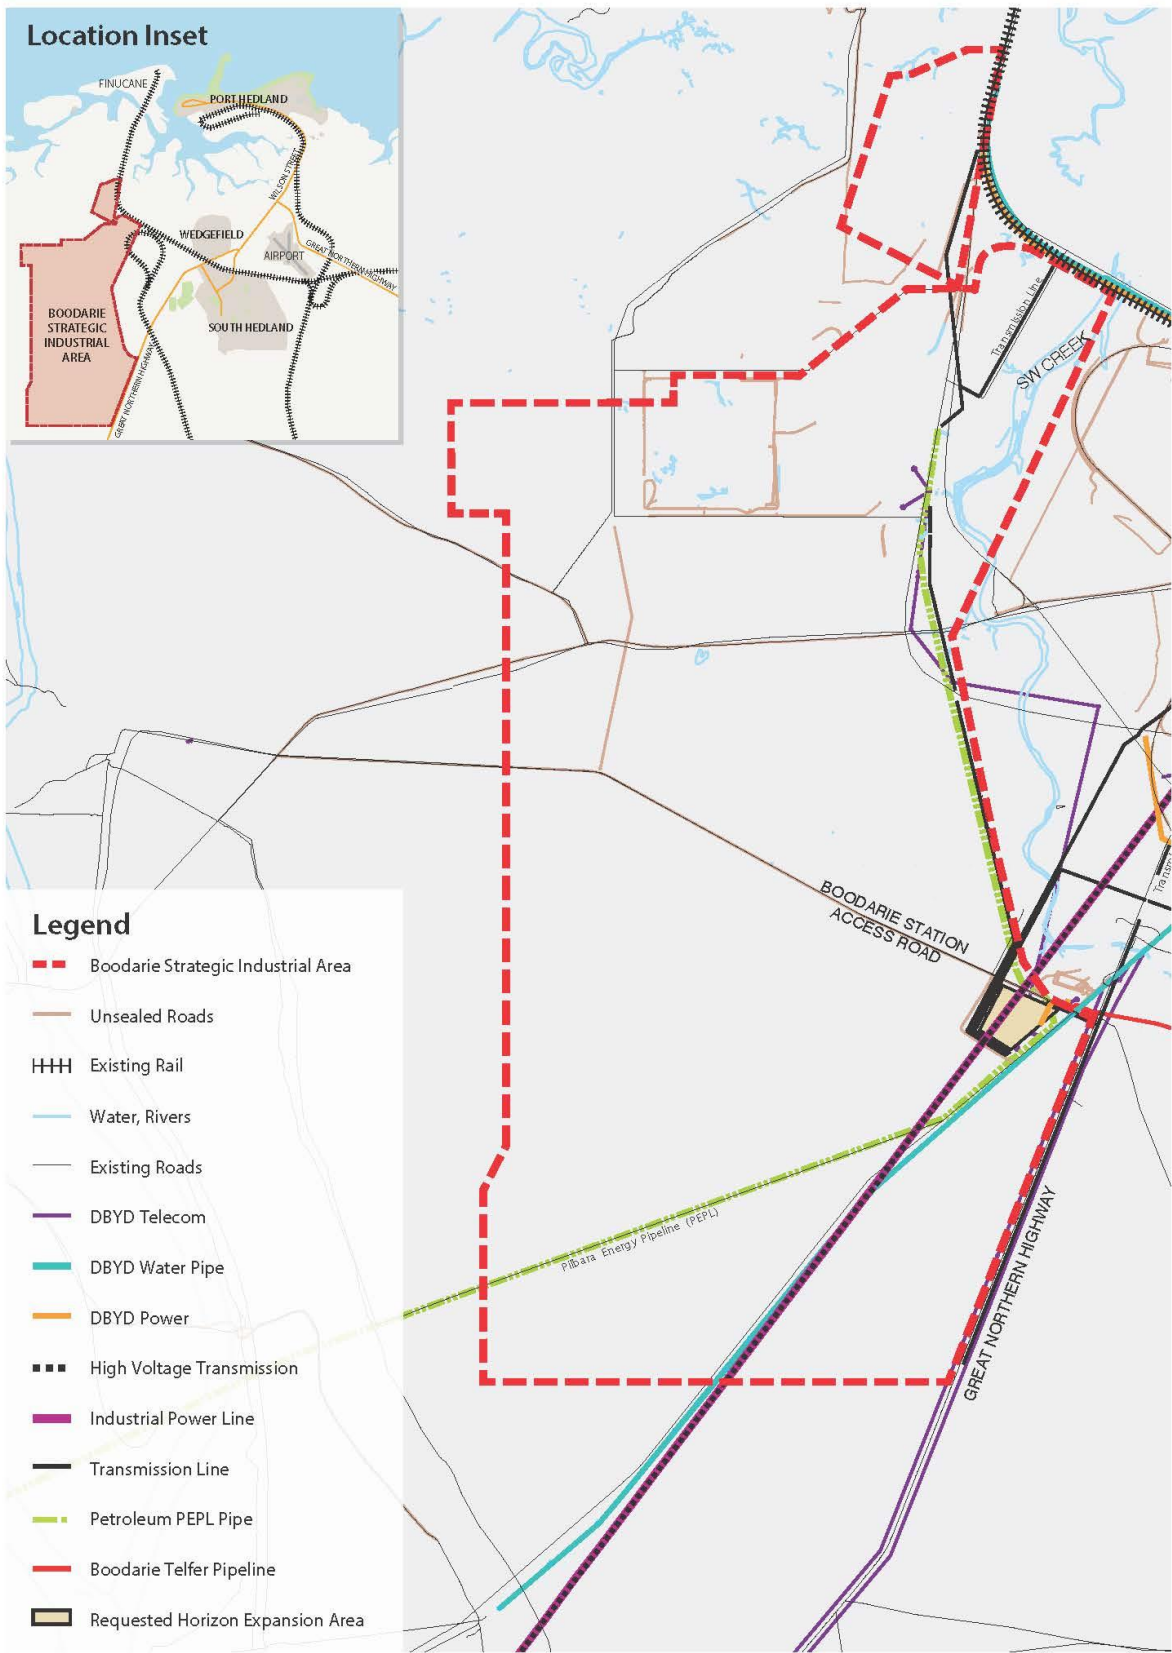 Location Inset
FINUCANE
PORT HEDLAND
WILSON STREET
WEDGEFIELD
GREAT NORTHERN HIGHWAY
AIRPORT
BOODARIE
STRATEGIC
INDUSTRIAL
AREA
SOUTH HEDLAND
GREAT NORTHERN HIGHWAY
Transmission Line
SW CREEK
BOODARIE STATION
ACCESS ROAD
Pilbara Energy Pipeline (PEPL)
GREAT NORTHERN HIGHWAY
Legend
Boodarie Strategic Industrial Area
Unsealed Roads
Existing Rail
Water, Rivers
Existing Roads
DBYD Telecom
DBYD Water Pipe
DBYD Power
High Voltage Transmission
Industrial Power Line
Transmission Line
Petroleum PEPL Pipe
Boodarie Telfer Pipeline
Requested Horizon Expansion Area